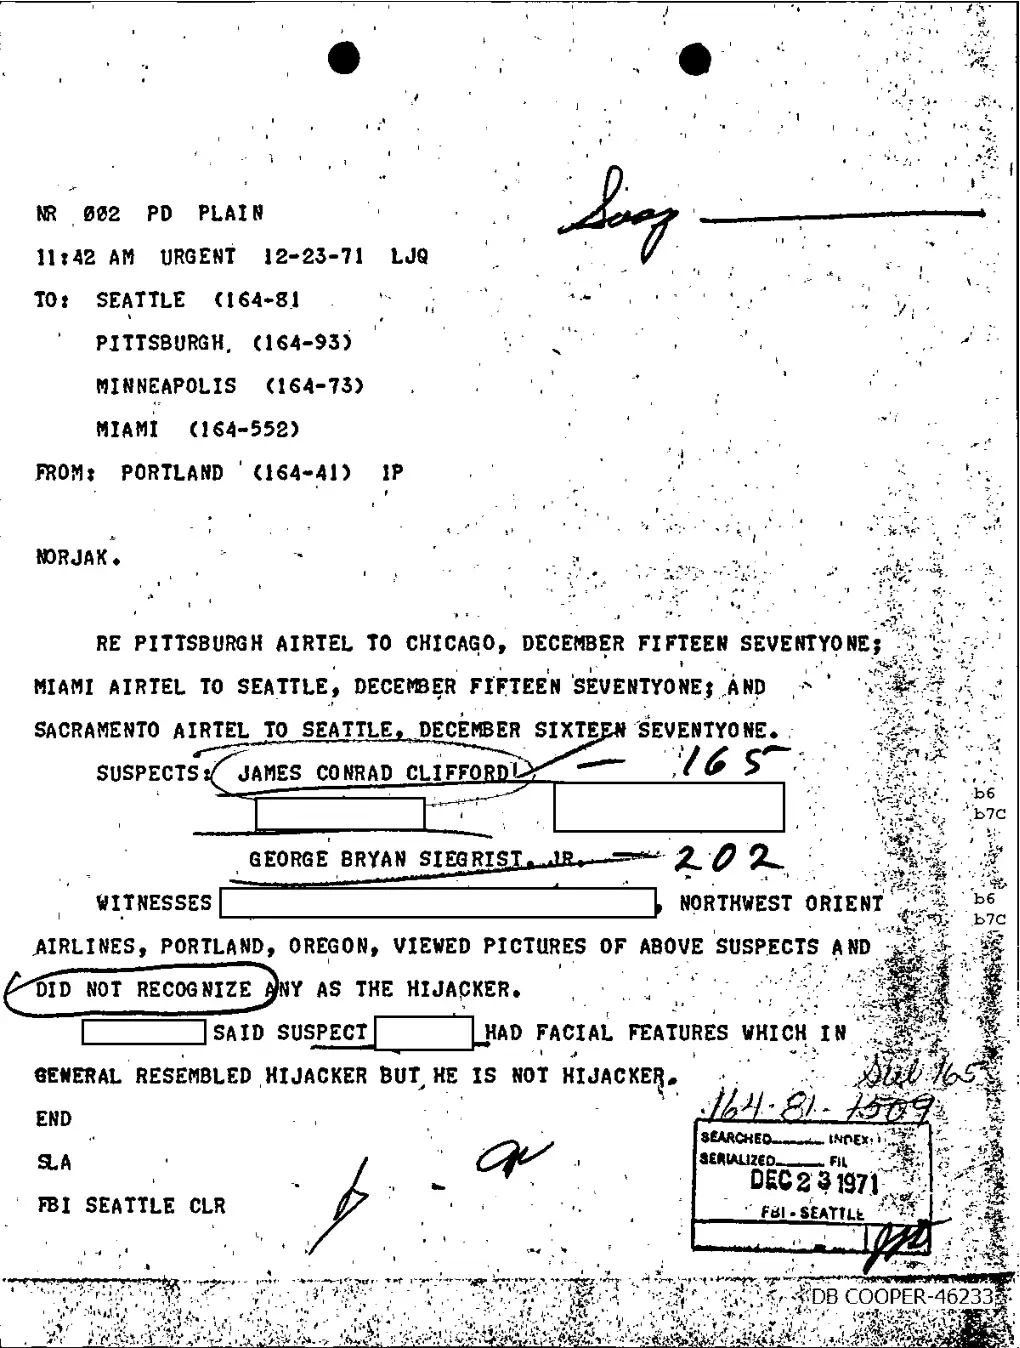 NR 002 PD PLAIN
11:42 AM URGENT 12-23-71 LJQ
TO: SEATTLE (164-81
PITTSBURGH, (164-93)
MINNEAPOLIS (164-73)
MIAMI (164-552)
FROM: PORTLAND (164-41) 1P
NORJAK.
RE PITTSBURGH AIRTEL TO CHICAGO, DECEMBER FIFTEEN SEVENTYONE;
MIAMI AIRTEL TO SEATTLE, DECEMBER FIFTEEN SEVENTYONE; AND
SACRAMENTO AIRTEL TO SEATTLE, DECEMBER SIXTEEN SEVENTYONE.
SUSPECTS: JAMES CONRAD CLIFFORD — 165
b6
b7C
GEORGE BRYAN SIEGRIST, JR. — 202
WITNESSES , NORTHWEST ORIENT
b6
b7C
AIRLINES, PORTLAND, OREGON, VIEWED PICTURES OF ABOVE SUSPECTS AND
DID NOT RECOGNIZE ANY AS THE HIJACKER.
SAID SUSPECT HAD FACIAL FEATURES WHICH IN
GENERAL RESEMBLED HIJACKER BUT HE IS NOT HIJACKER.
Sub 165
164-81-1509
END
SLA
FBI SEATTLE CLR
SEARCHED INDEX
SERIALIZED FIL
DEC 23 1971
FBI - SEATTLE
DB COOPER-46233